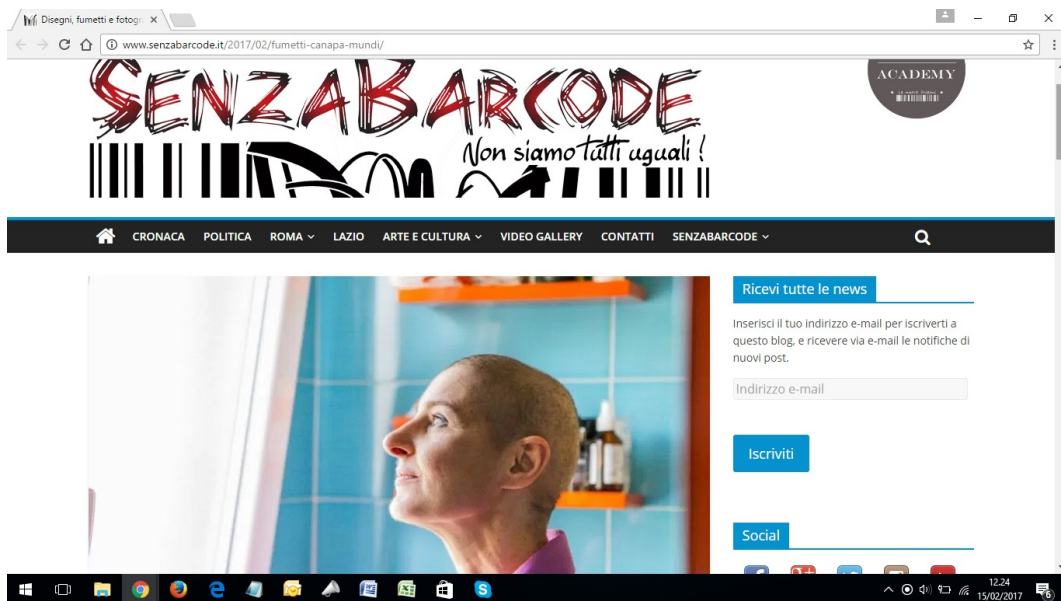 Disegni, fumetti e fotogr
www.senzabarcode.it/2017/02/fumetti-canapa-mundi/
SENZABARCODE
Non siamo tutti uguali !
ACADEMY
CRONACA POLITICA ROMA LAZIO ARTE E CULTURA VIDEO GALLERY CONTATTI SENZABARCODE
Ricevi tutte le news
Inserisci il tuo indirizzo e-mail per iscriverti a
questo blog, e ricevere via e-mail le notifiche di
nuovi post.
Indirizzo e-mail
Iscriviti
Social
12.24
15/02/2017